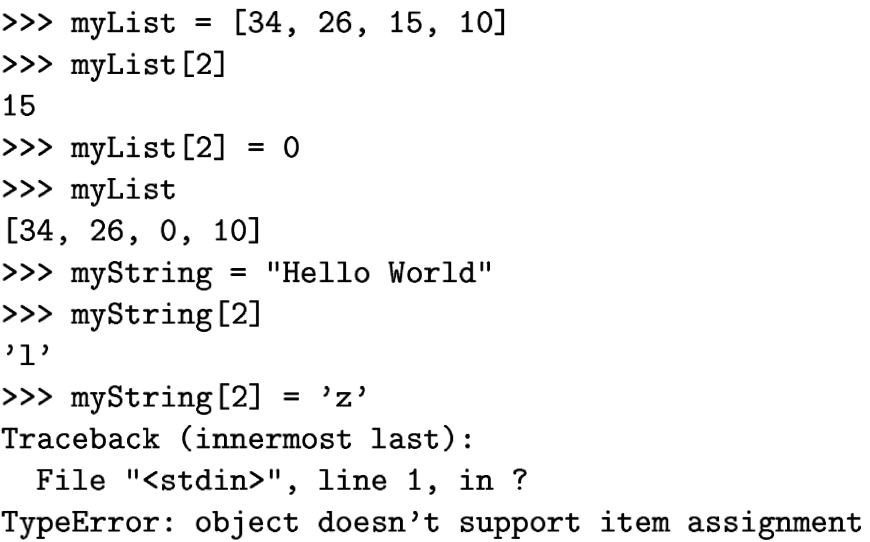 >>> myList = [34, 26, 15, 10]
>>> myList[2]
15
>>> myList[2] = 0
>>> myList
[34, 26, 0, 10]
>>> myString = "Hello World"
>>> myString[2]
’l’
>>> myString[2] = ’z’
Traceback (innermost last):
  File "<stdin>", line 1, in ?
TypeError: object doesn’t support item assignment